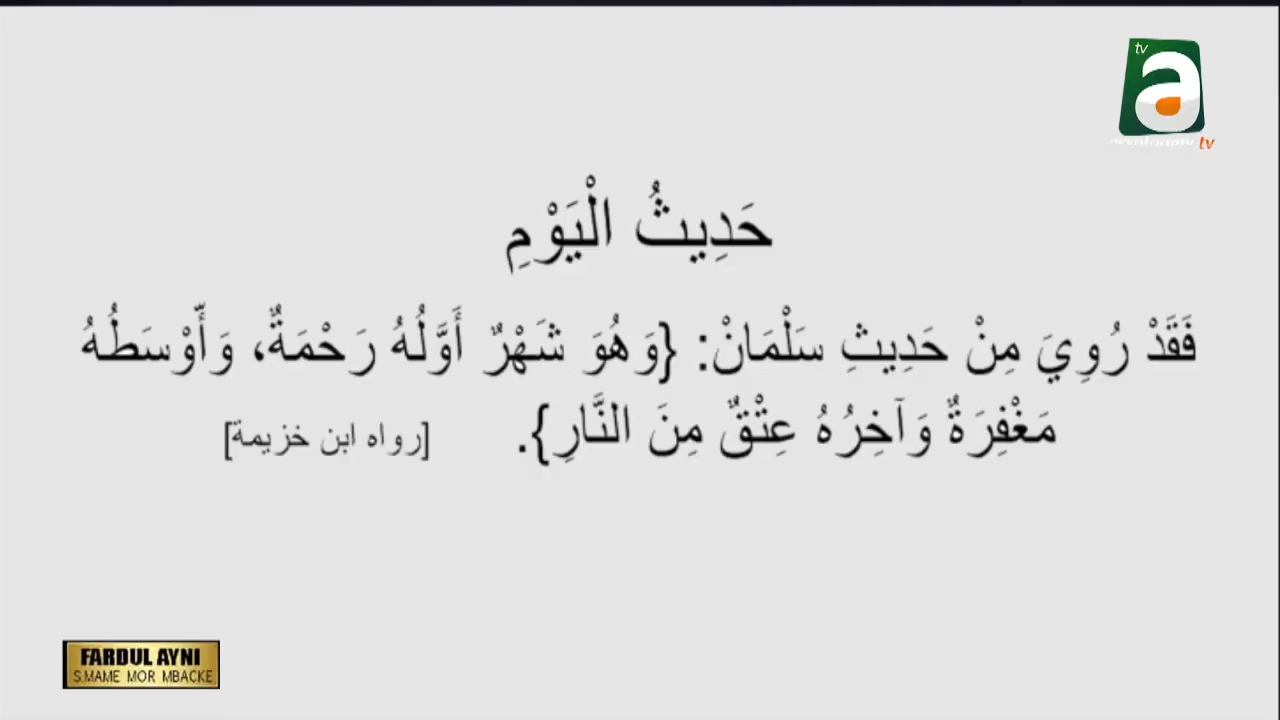 tv
a
tv
حَدِيثُ الْيَوْمِ
فَقَدْ رُوِيَ مِنْ حَدِيثِ سَلْمَانْ: {وَهُوَ شَهْرٌ أَوَّلُهُ رَحْمَةٌ، وَأَوْسَطُهُ
مَغْفِرَةٌ وَآخِرُهُ عِتْقٌ مِنَ النَّارِ}. [رواه ابن خزيمة]
FARDUL AYNI
S.MAME MOR MBACKE